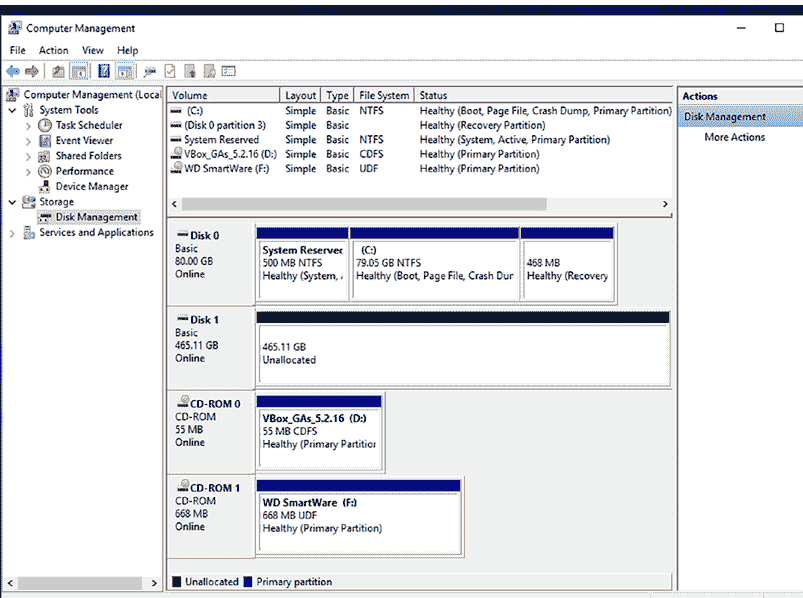 Computer Management
File Action View Help
Computer Management (Local
System Tools
Task Scheduler
Event Viewer
Shared Folders
Performance
Device Manager
Storage
Disk Management
Services and Applications
Volume Layout Type File System Status
(C:) Simple Basic NTFS Healthy (Boot, Page File, Crash Dump, Primary Partition)
(Disk 0 partition 3) Simple Basic Healthy (Recovery Partition)
System Reserved Simple Basic NTFS Healthy (System, Active, Primary Partition)
VBox_GAs_5.2.16 (D:) Simple Basic CDFS Healthy (Primary Partition)
WD SmartWare (F:) Simple Basic UDF Healthy (Primary Partition)
Disk 0
Basic
80.00 GB
Online
System Reserved
500 MB NTFS
Healthy (System, A
(C:)
79.05 GB NTFS
Healthy (Boot, Page File, Crash Dur
468 MB
Healthy (Recovery
Disk 1
Basic
465.11 GB
Online
465.11 GB
Unallocated
CD-ROM 0
CD-ROM
55 MB
Online
VBox_GAs_5.2.16 (D:)
55 MB CDFS
Healthy (Primary Partition
CD-ROM 1
CD-ROM
668 MB
Online
WD SmartWare (F:)
668 MB UDF
Healthy (Primary Partition)
Unallocated Primary partition
Actions
Disk Management
More Actions